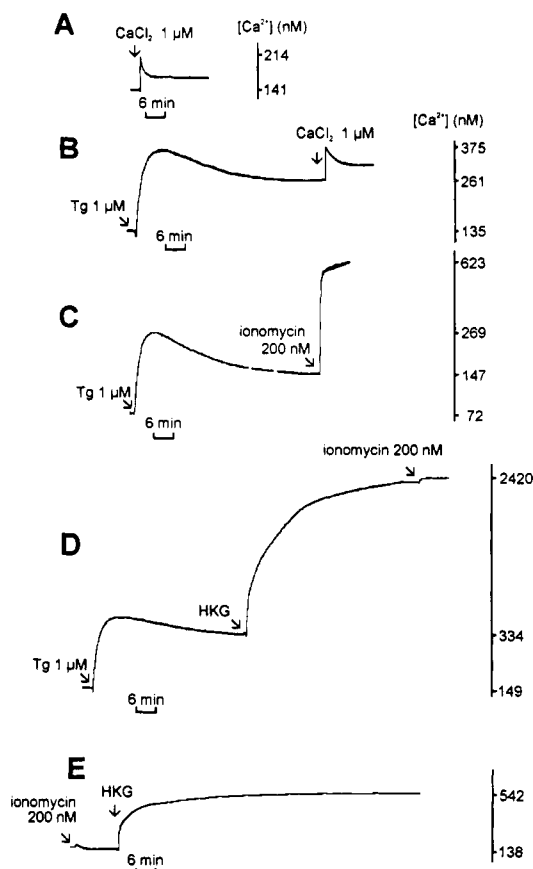 A
CaCl₂ 1 µM
[Ca²⁺] (nM)
214
141
6 min
B
CaCl₂ 1 µM
[Ca²⁺] (nM)
375
261
135
Tg 1 µM
6 min
C
623
ionomycin
200 nM
269
147
72
Tg 1 µM
6 min
D
ionomycin 200 nM
2420
HKG
334
149
Tg 1 µM
6 min
E
HKG
ionomycin
200 nM
542
138
6 min